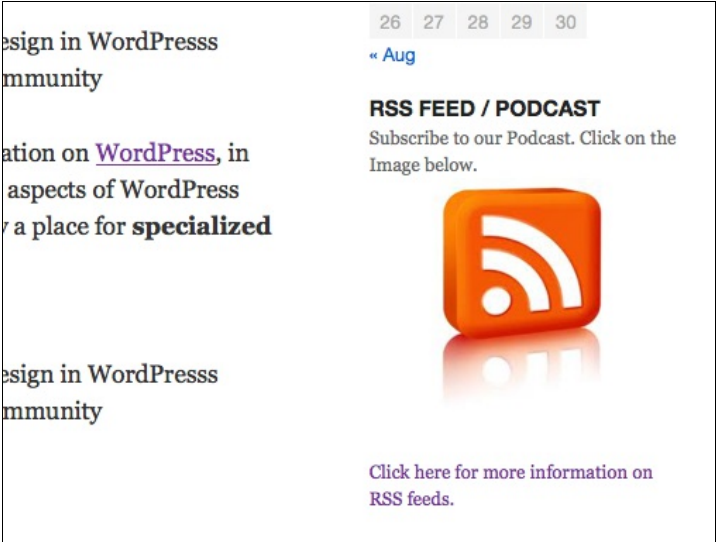 esign in WordPresss
mmunity
ation on WordPress, in
aspects of WordPress
a place for specialized
esign in WordPresss
mmunity
26 27 28 29 30
« Aug
RSS FEED / PODCAST
Subscribe to our Podcast. Click on the
Image below.
Click here for more information on
RSS feeds.